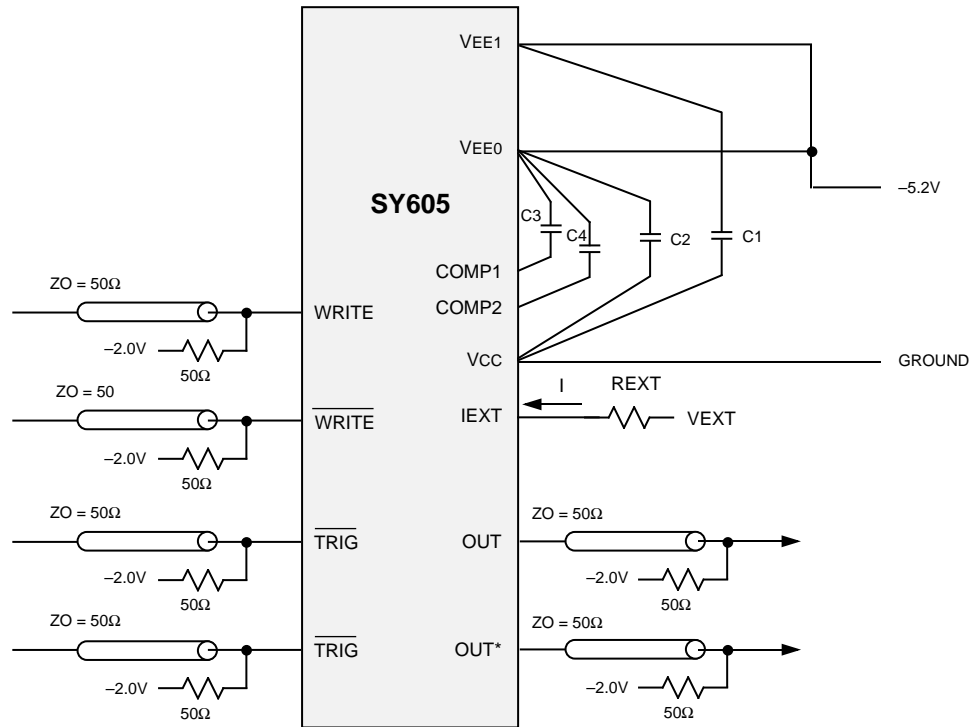 VEE1
VEE0
–5.2V
SY605
C3
C4
C2
C1
COMP1
ZO = 50Ω
WRITE
COMP2
–2.0V
50Ω
VCC
GROUND
I
REXT
ZO = 50
WRITE
IEXT
VEXT
–2.0V
50Ω
ZO = 50Ω
ZO = 50Ω
TRIG
OUT
–2.0V
50Ω
–2.0V
50Ω
ZO = 50Ω
ZO = 50Ω
TRIG
OUT*
–2.0V
50Ω
–2.0V
50Ω